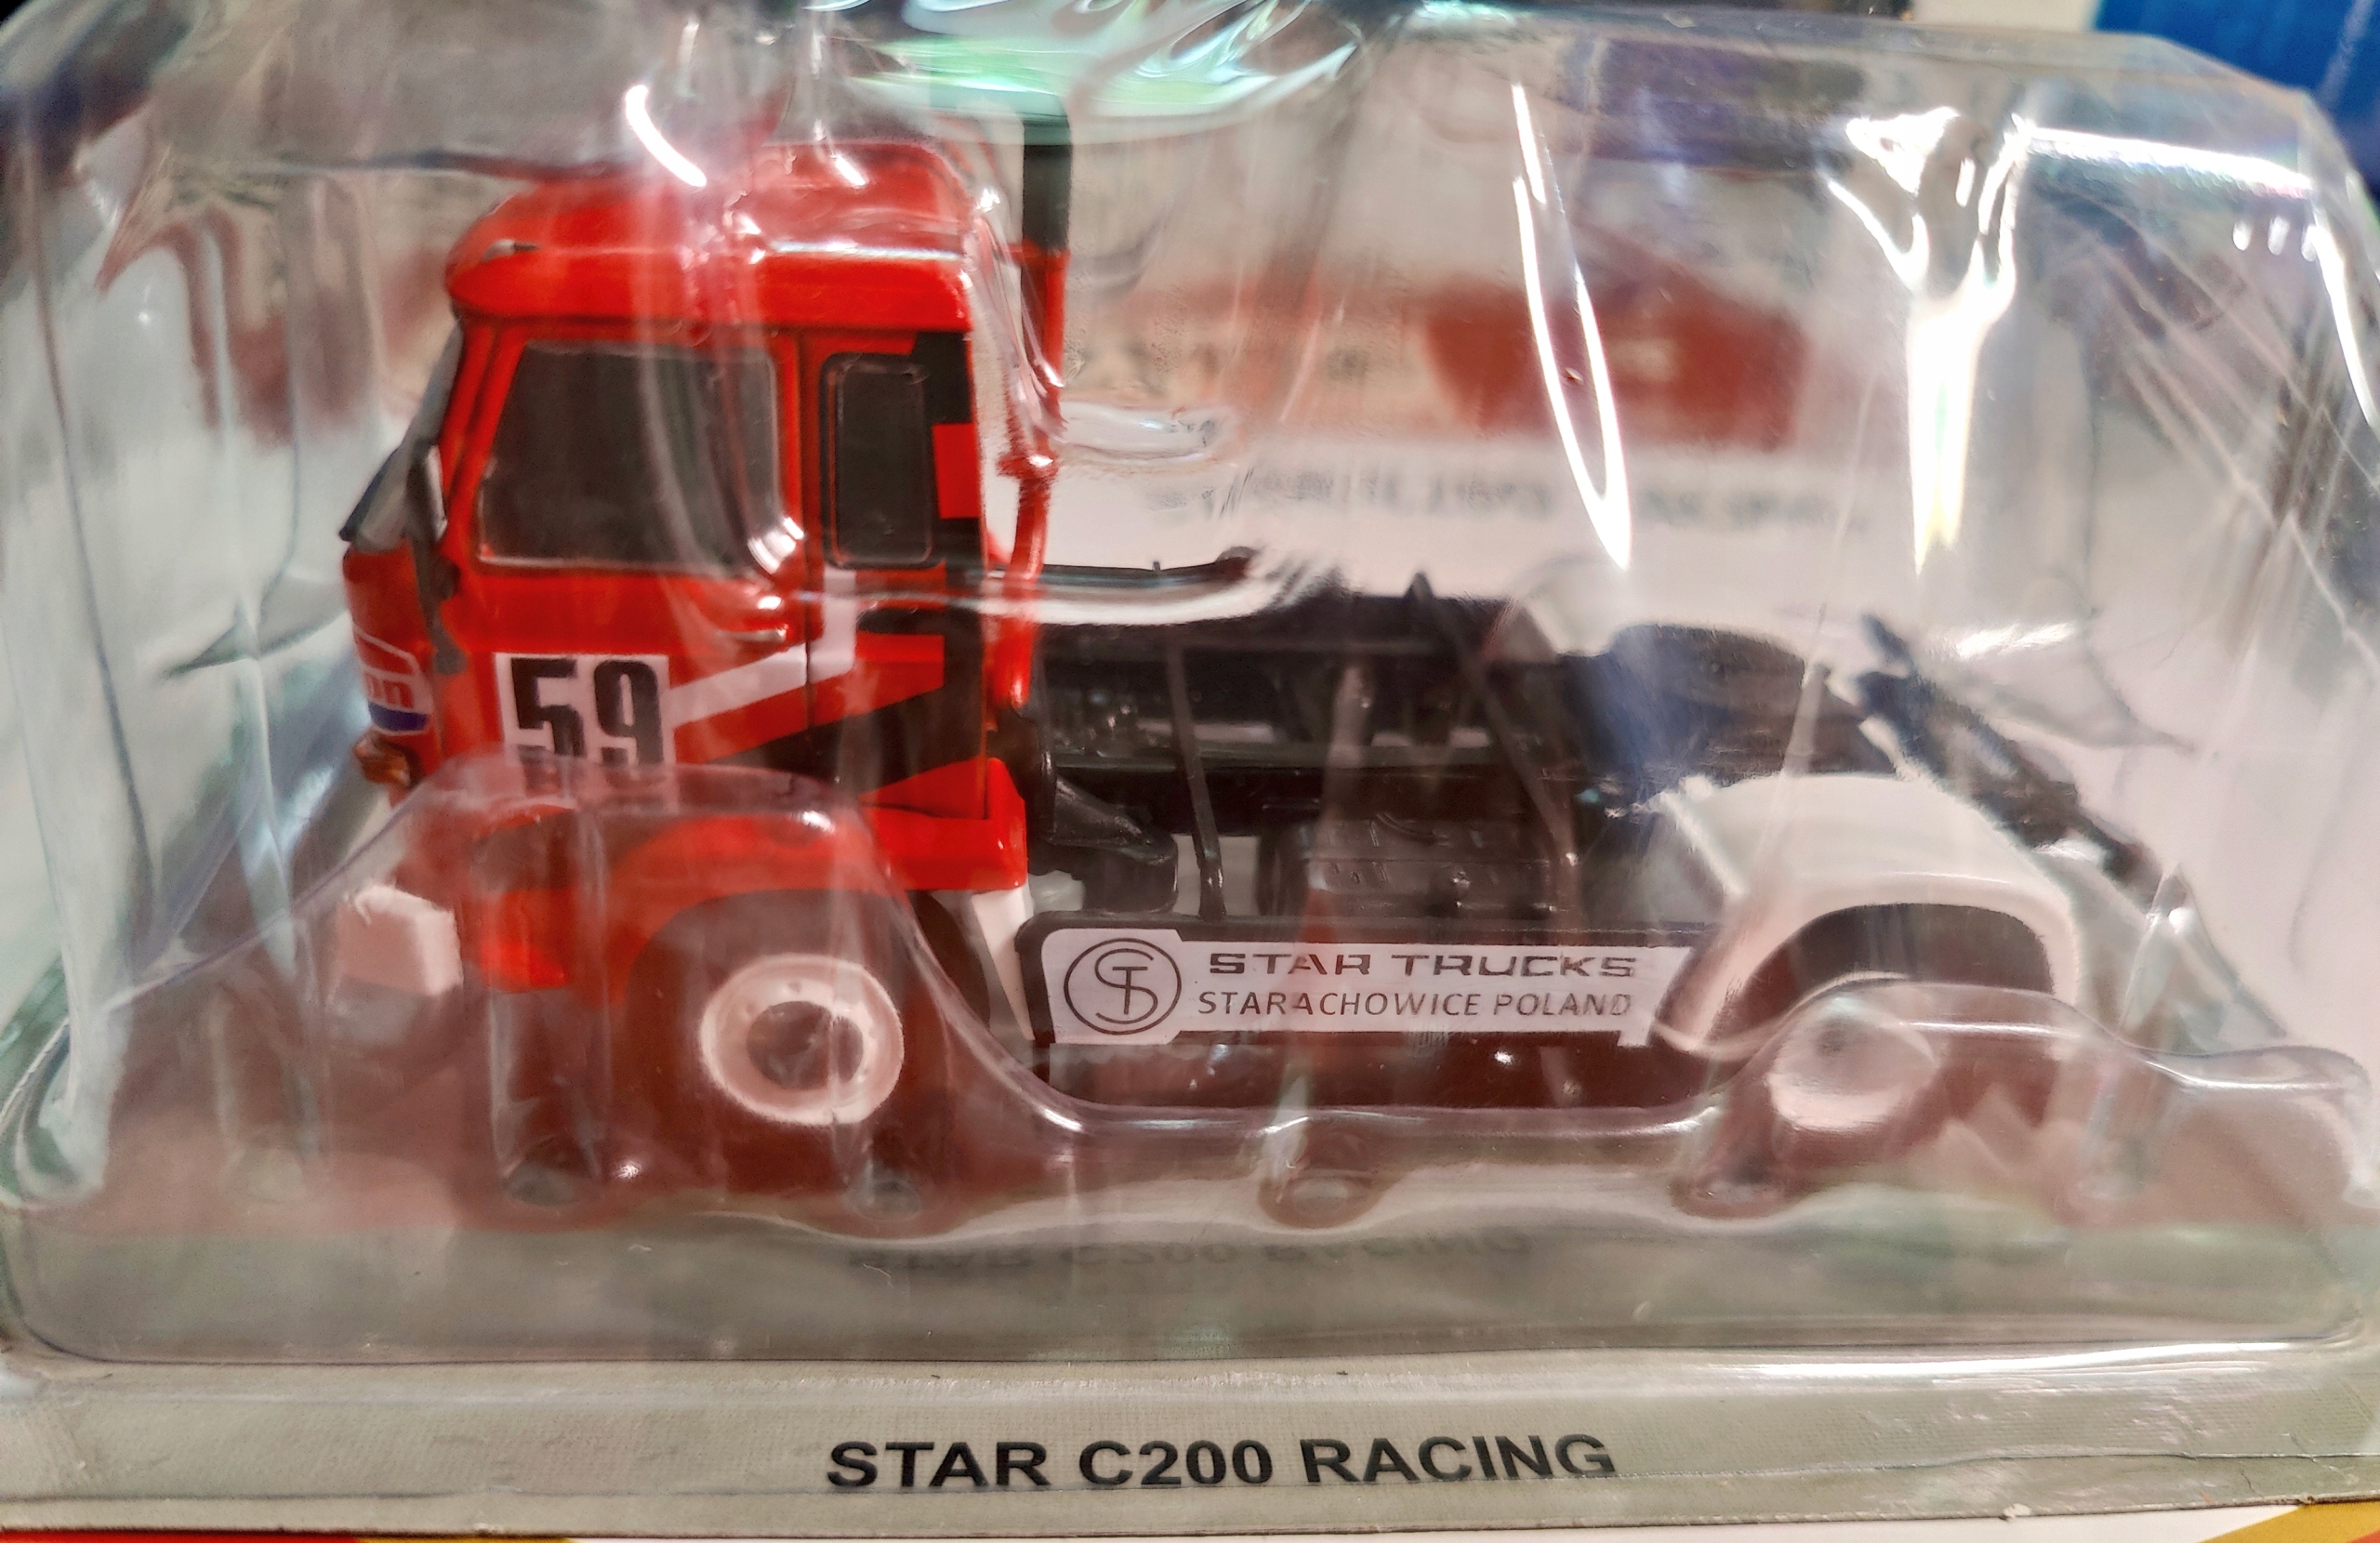 59
STAR TRUCKS
STARACHOWICE POLAND
STAR C200 RACING